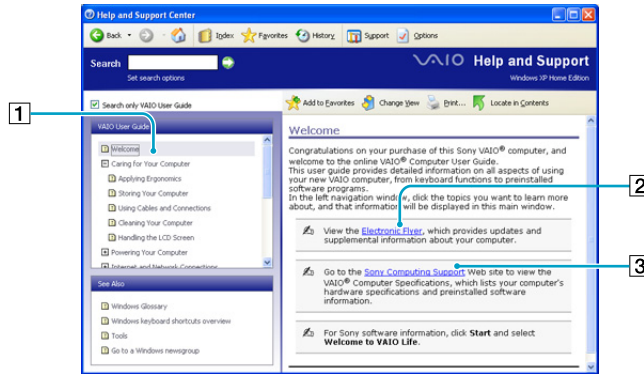 Help and Support Center
Back
Index
Favorites
History
Support
Options
Search
Set search options
VAIO Help and Support
Windows XP Home Edition
Search only VAIO User Guide
Add to Favorites
Change View
Print...
Locate in Contents
1
VAIO User Guide
Welcome
Caring for Your Computer
Applying Ergonomics
Storing Your Computer
Using Cables and Connections
Cleaning Your Computer
Handling the LCD Screen
Powering Your Computer
Internet and Network Connections
See Also
Windows Glossary
Windows keyboard shortcuts overview
Tools
Go to a Windows newsgroup
Welcome
Congratulations on your purchase of this Sony VAIO® computer, and
welcome to the online VAIO® Computer User Guide.
This user guide provides detailed information on all aspects of using
your new VAIO computer, from keyboard functions to preinstalled
software programs.
In the left navigation window, click the topics you want to learn more
about, and that information will be displayed in this main window.
2
View the Electronic Flyer, which provides updates and
supplemental information about your computer.
3
Go to the Sony Computing Support Web site to view the
VAIO® Computer Specifications, which lists your computer's
hardware specifications and preinstalled software
information.
For Sony software information, click Start and select
Welcome to VAIO Life.